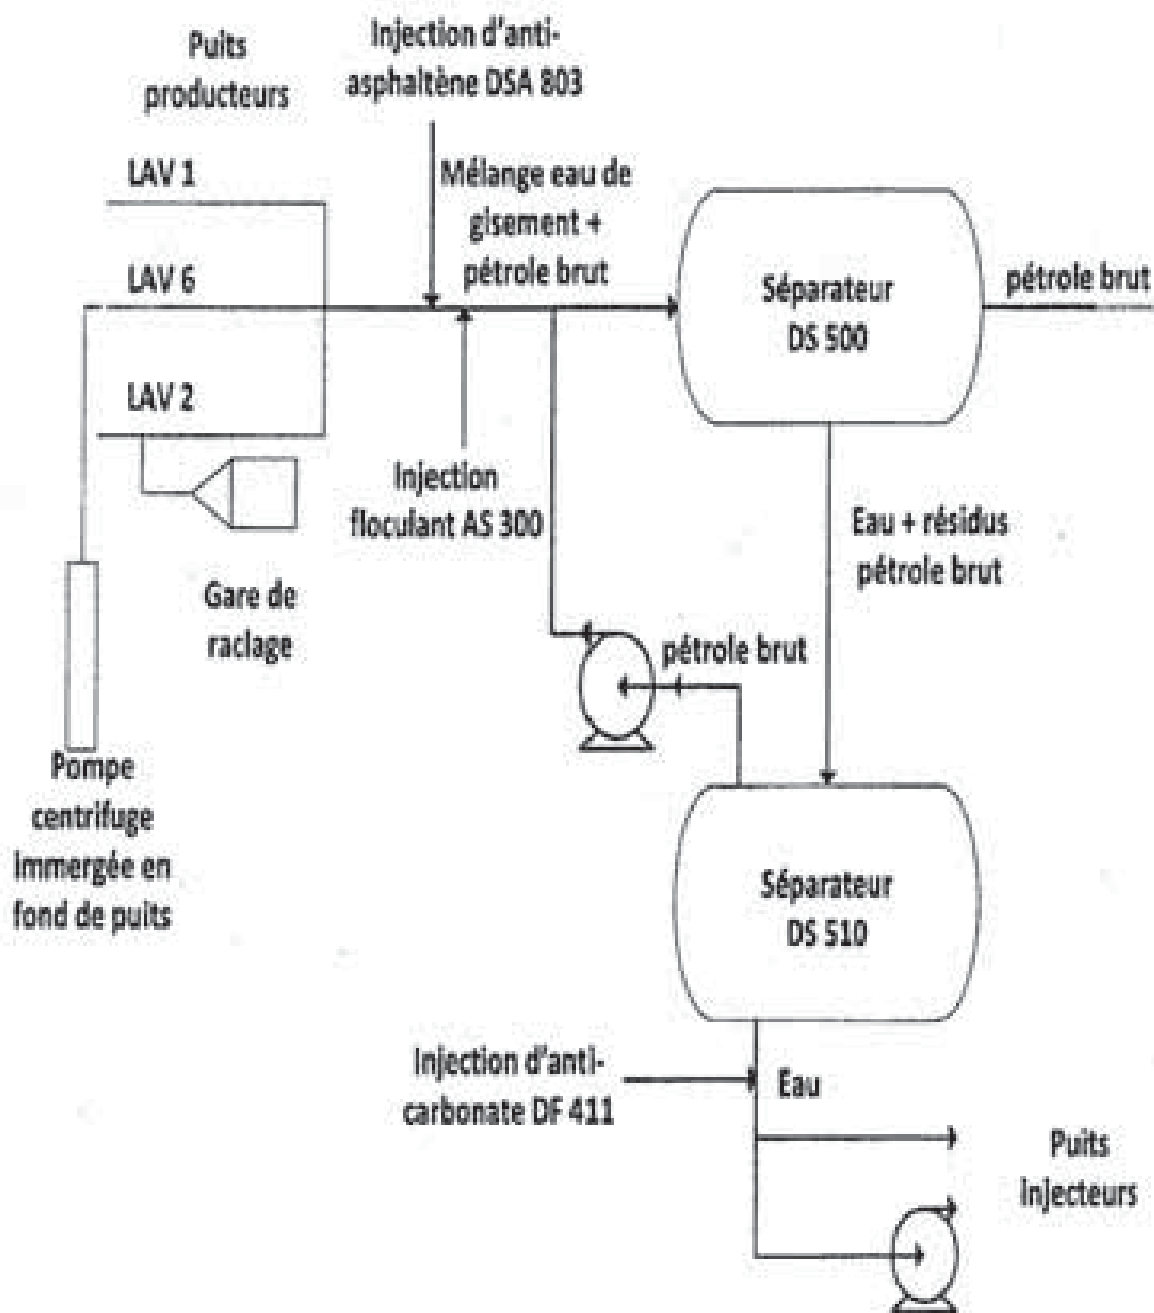 Puits
producteurs
Injection d'anti-
asphaltène DSA 803
LAV 1
Mélange eau de
gisement +
pétrole brut
LAV 6
Séparateur
DS 500
pétrole brut
LAV 2
Injection
floculant AS 300
Eau + résidus
pétrole brut
Gare de
raclage
pétrole brut
Pompe
centrifuge
immergée en
fond de puits
Séparateur
DS 510
Injection d'anti-
carbonate DF 411
Eau
Puits
injecteurs